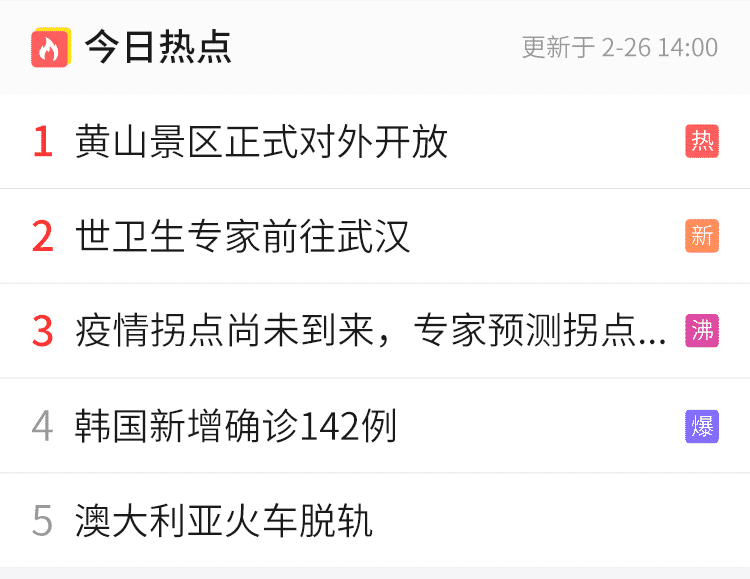 今日热点 更新于 2-26 14:00
1 黄山景区正式对外开放 热
2 世卫生专家前往武汉 新
3 疫情拐点尚未到来，专家预测拐点... 沸
4 韩国新增确诊142例 爆
5 澳大利亚火车脱轨